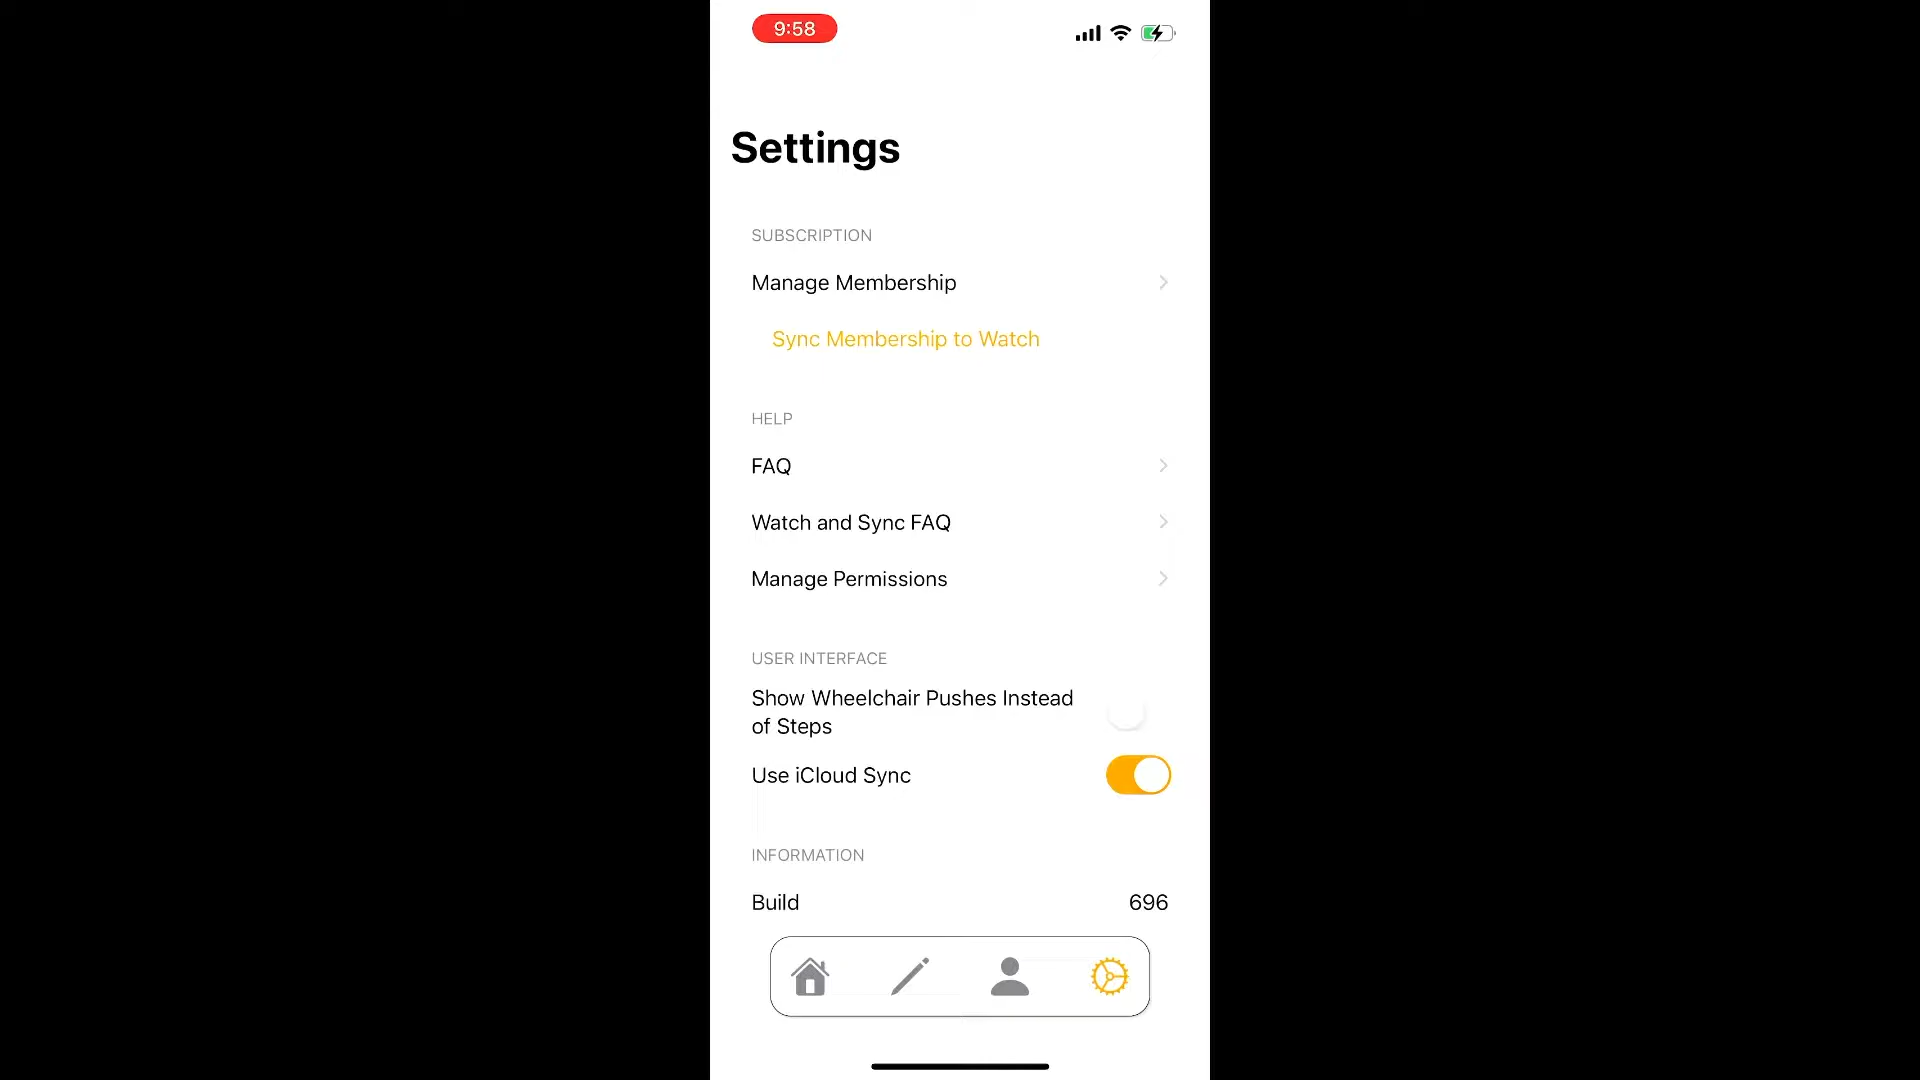 9:58
Settings
SUBSCRIPTION
Manage Membership
Sync Membership to Watch
HELP
FAQ
Watch and Sync FAQ
Manage Permissions
USER INTERFACE
Show Wheelchair Pushes Instead
of Steps
Use iCloud Sync
INFORMATION
Build 696